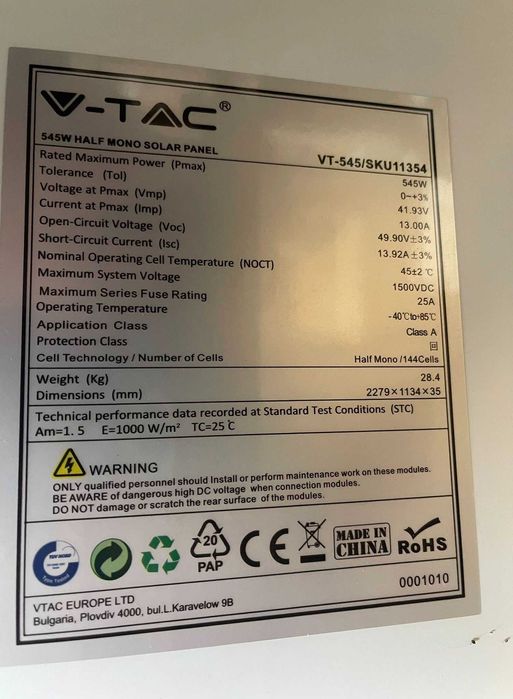 V-TAC®
545W HALF MONO SOLAR PANEL VT-545/SKU11354
Rated Maximum Power (Pmax) 545W
Tolerance (Tol) 0~+3%
Voltage at Pmax (Vmp) 41.93V
Current at Pmax (Imp) 13.00A
Open-Circuit Voltage (Voc) 49.90V±3%
Short-Circuit Current (Isc) 13.92A±3%
Nominal Operating Cell Temperature (NOCT) 45±2 ℃
Maximum System Voltage 1500VDC
Maximum Series Fuse Rating 25A
Operating Temperature -40℃to+85℃
Application Class Class A
Protection Class
Cell Technology / Number of Cells Half Mono /144Cells
Weight (Kg) 28.4
Dimensions (mm) 2279×1134×35
Technical performance data recorded at Standard Test Conditions (STC)
Am=1. 5 E=1000 W/m² TC=25 ℃
WARNING
ONLY qualified personnel should Install or perform maintenance work on these modules.
BE AWARE of dangerous high DC voltage when connection modules.
DO NOT damage or scratch the rear surface of the modules.
20
PAP
CE
MADE IN
CHINA
RoHS
Type Tested
0001010
VTAC EUROPE LTD
Bulgaria, Plovdiv 4000, bul.L.Karavelow 9B